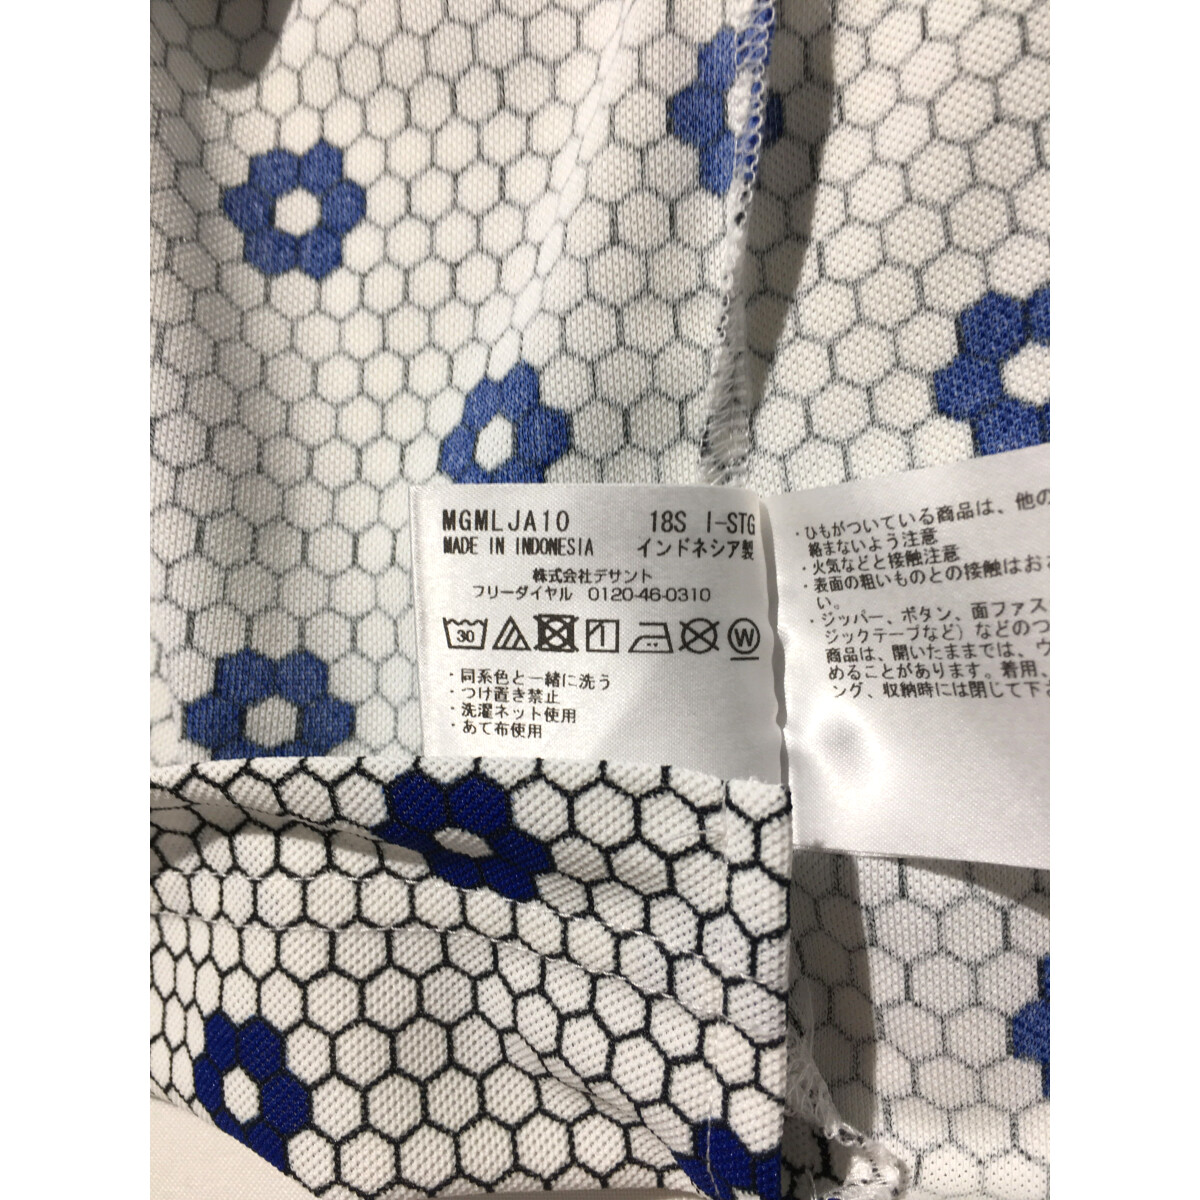 MGMLJA10 18S I-STG
MADE IN INDONESIA インドネシア製
株式会社デサント
フリーダイヤル 0120-46-0310
30
W
・同系色と一緒に洗う
・つけ置き禁止
・洗濯ネット使用
・あて布使用
・ひもがついている商品は、他の
絡まないよう注意
・火気などと接触注意
・表面の粗いものとの接触はお
い。
・ジッパー、ボタン、面ファス
ジックテープなど）などのつ
商品は、開いたままでは、ウ
めることがあります。着用、
ング、収納時には閉じて下